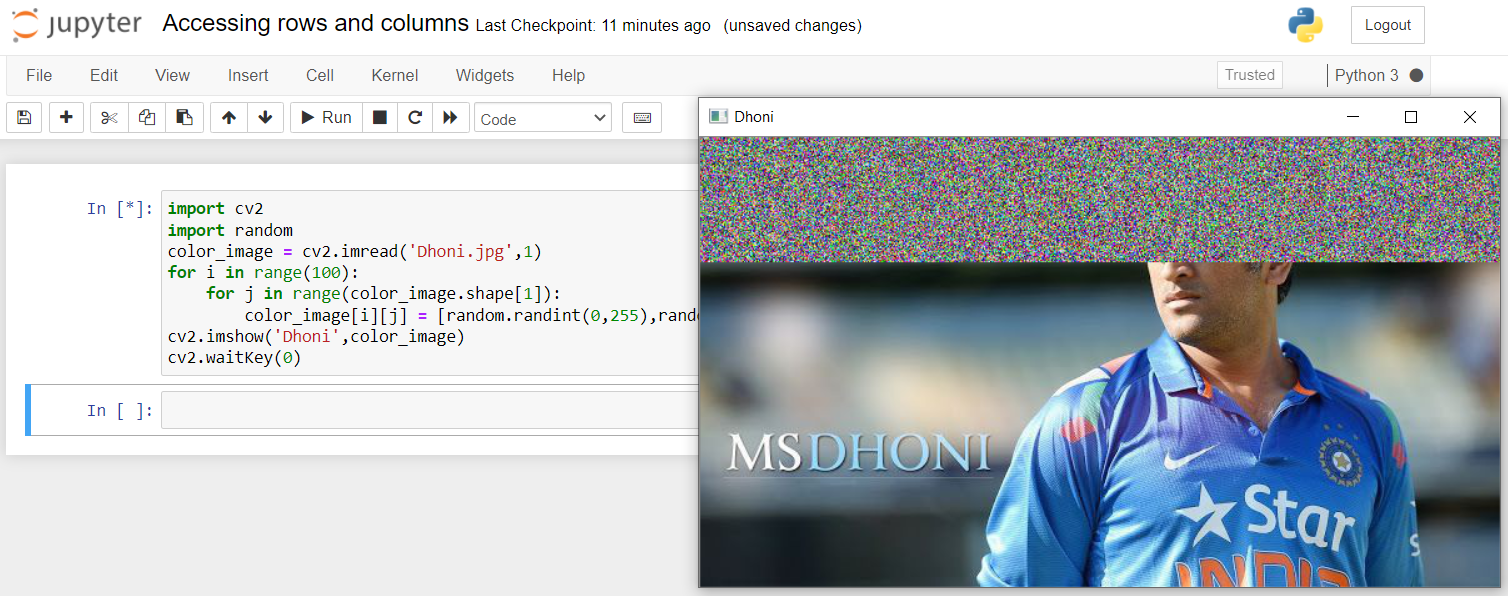 jupyter Accessing rows and columns Last Checkpoint: 11 minutes ago (unsaved changes) Logout
File Edit View Insert Cell Kernel Widgets Help Trusted Python 3
Run Code
Dhoni
In [*]:
import cv2
import random
color_image = cv2.imread('Dhoni.jpg',1)
for i in range(100):
    for j in range(color_image.shape[1]):
        color_image[i][j] = [random.randint(0,255),rand
cv2.imshow('Dhoni',color_image)
cv2.waitKey(0)
In [ ]:
MSDHONI
Star
INDIA